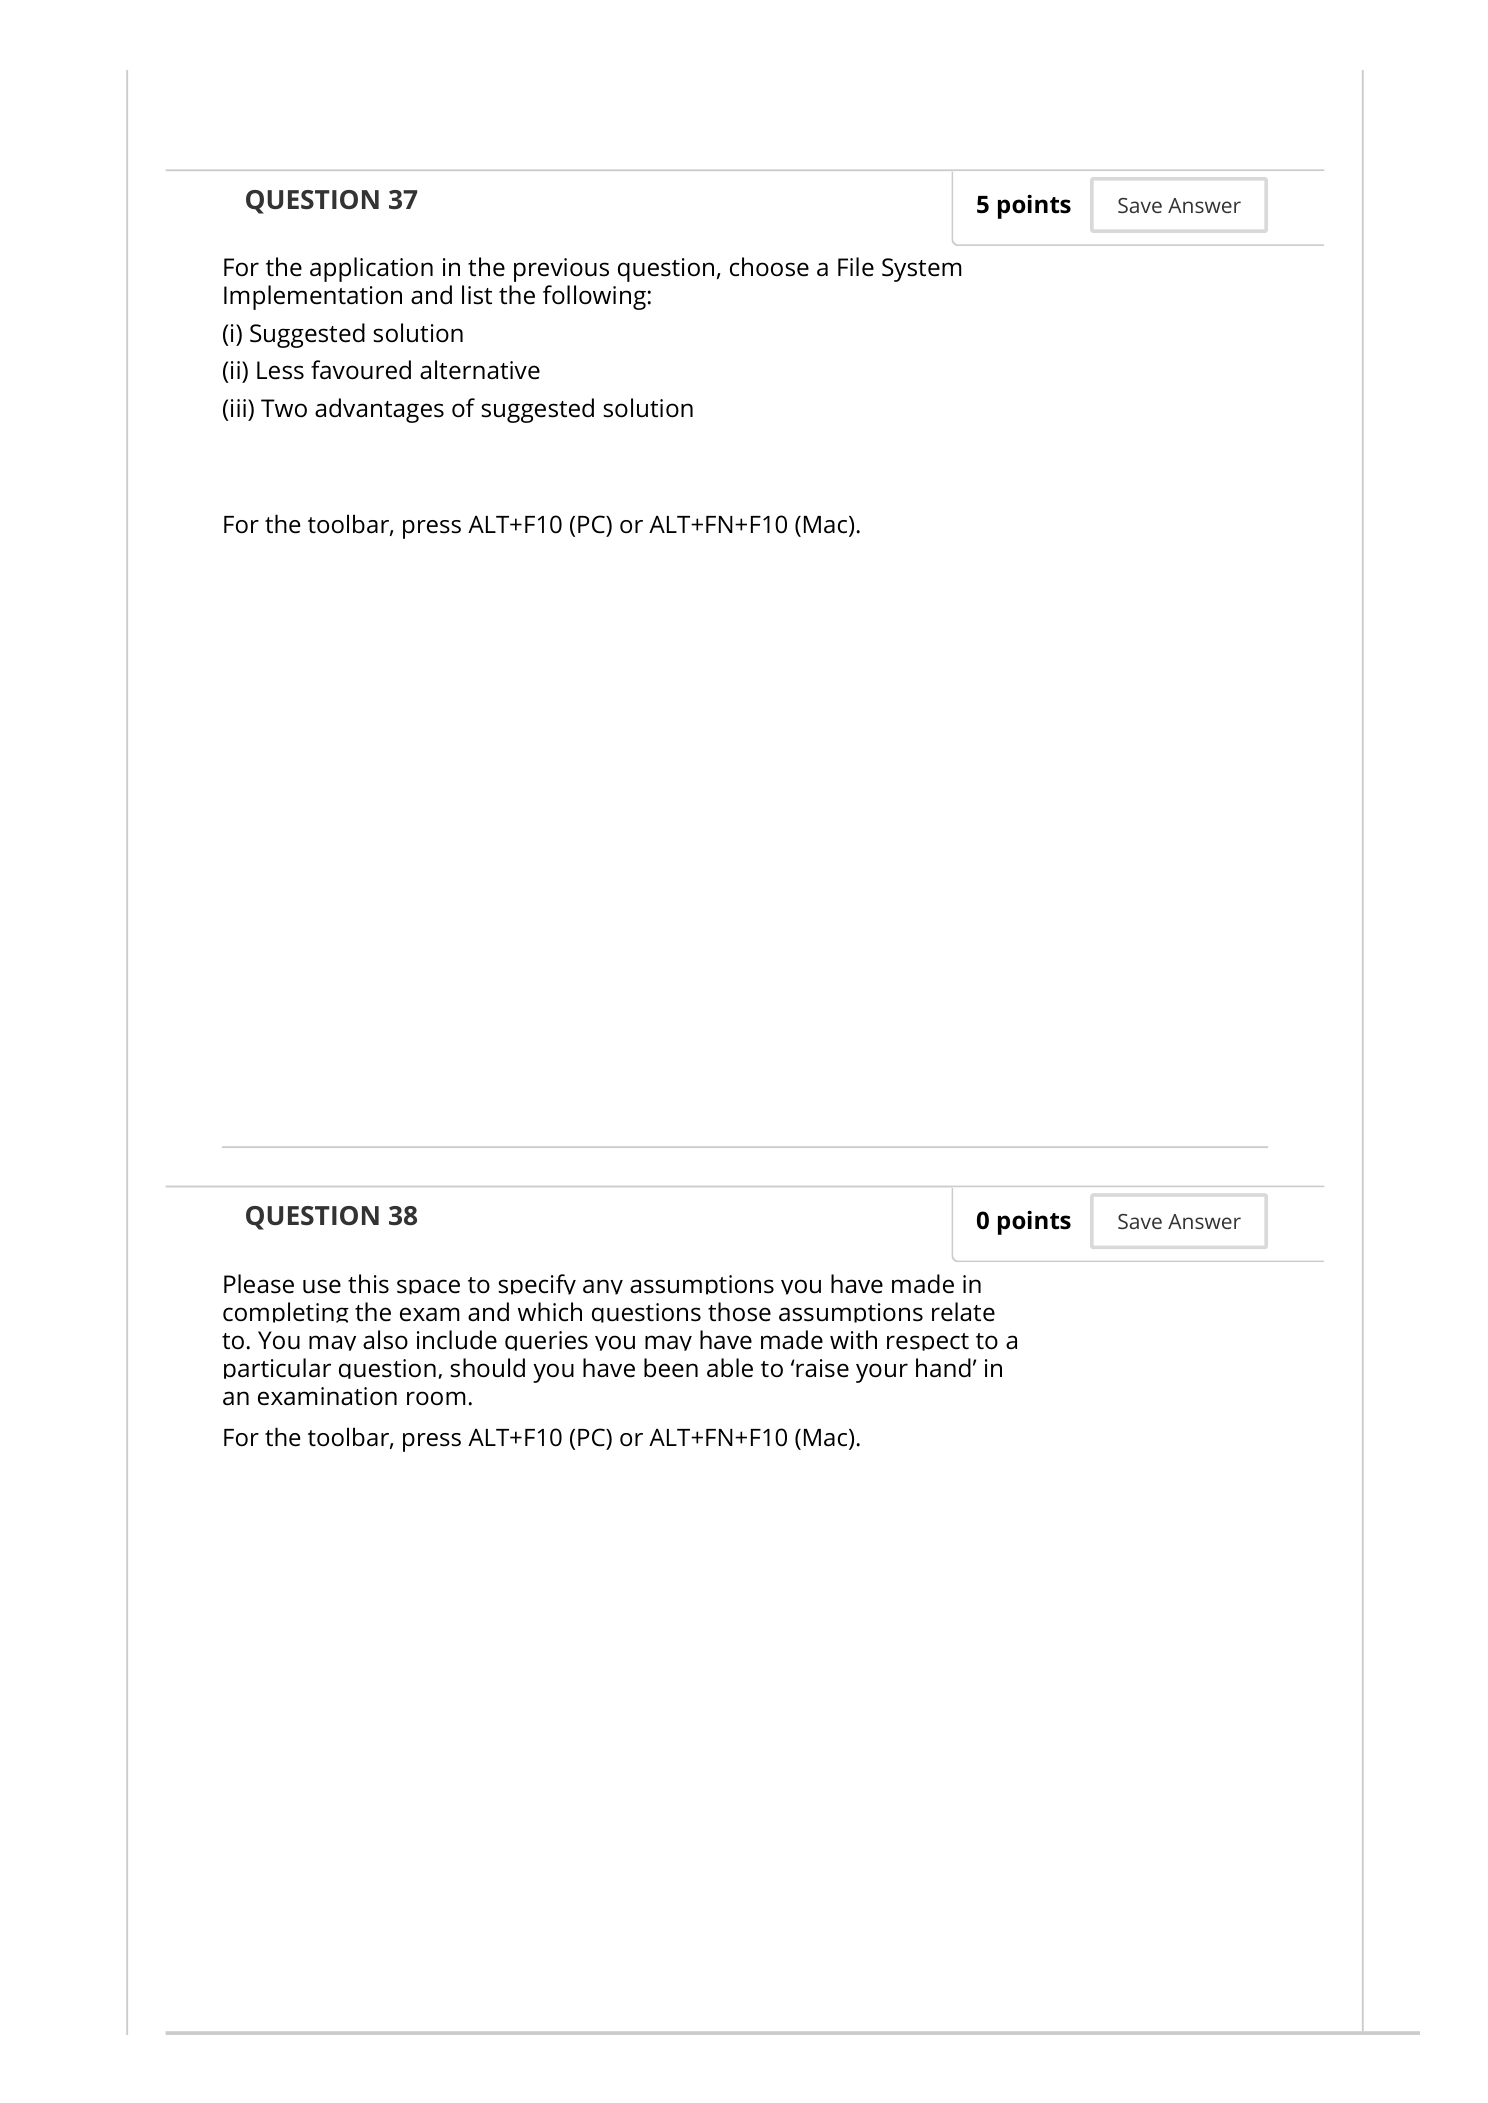 QUESTION 37
5 points
Save Answer
For the application in the previous question, choose a File System
Implementation and list the following:
(i) Suggested solution
(ii) Less favoured alternative
(iii) Two advantages of suggested solution
For the toolbar, press ALT+F10 (PC) or ALT+FN+F10 (Mac).
QUESTION 38
0 points
Save Answer
Please use this space to specify any assumptions you have made in
completing the exam and which questions those assumptions relate
to. You may also include queries you may have made with respect to a
particular question, should you have been able to ‘raise your hand’ in
an examination room.
For the toolbar, press ALT+F10 (PC) or ALT+FN+F10 (Mac).